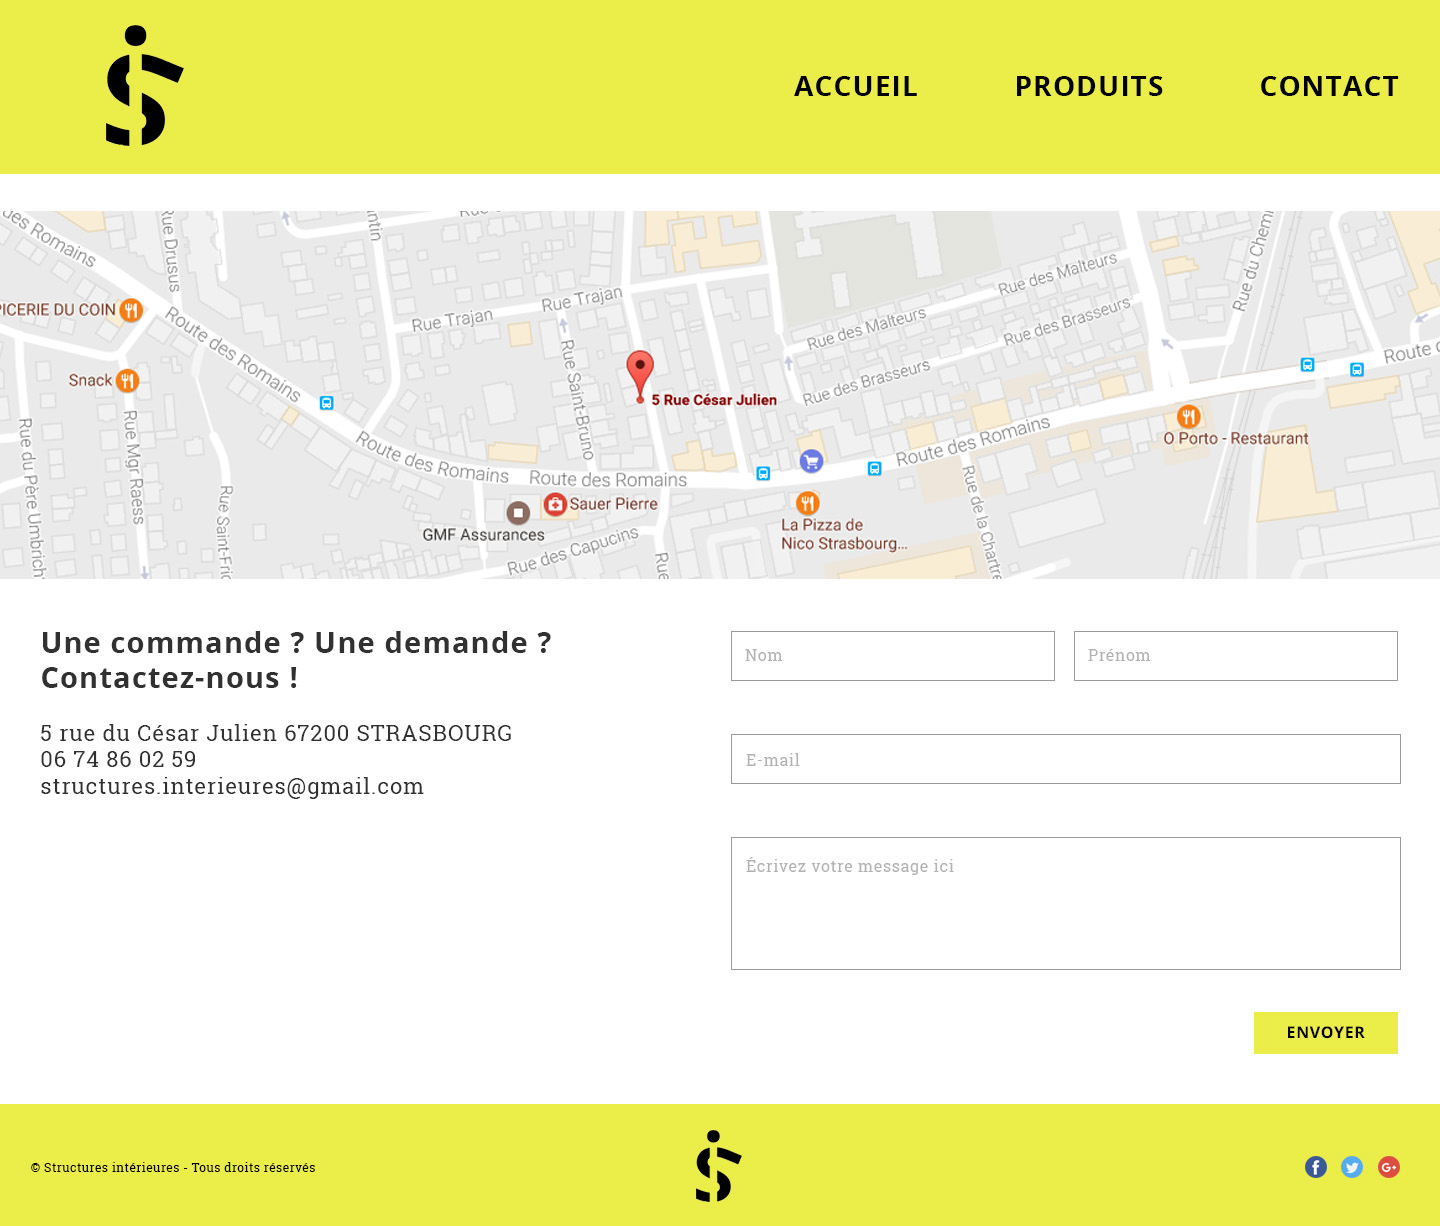 ACCUEIL PRODUITS CONTACT
des Romains
Rue Drusus
Rue Trajan
Rue Trajan
Rue des Malteurs
Rue du Chemi
PICERIE DU COIN
Route des Romains
Rue des Malteurs
Rue des Brasseurs
Route d
Snack
Rue Saint-Bruno
5 Rue César Julien
Rue des Brasseurs
Rue du Père Umbricht
Rue Mgr Raess
Route des Romains
Route des Romains
Route des Romains
O Porto - Restaurant
Rue Saint-Fric
Sauer Pierre
GMF Assurances
Rue des Capucins
Rue
La Pizza de
Nico Strasbourg...
Rue de la Chartre
Une commande ? Une demande ?
Contactez-nous !
5 rue du César Julien 67200 STRASBOURG
06 74 86 02 59
structures.interieures@gmail.com
Nom
Prénom
E-mail
Écrivez votre message ici
ENVOYER
© Structures intérieures - Tous droits réservés